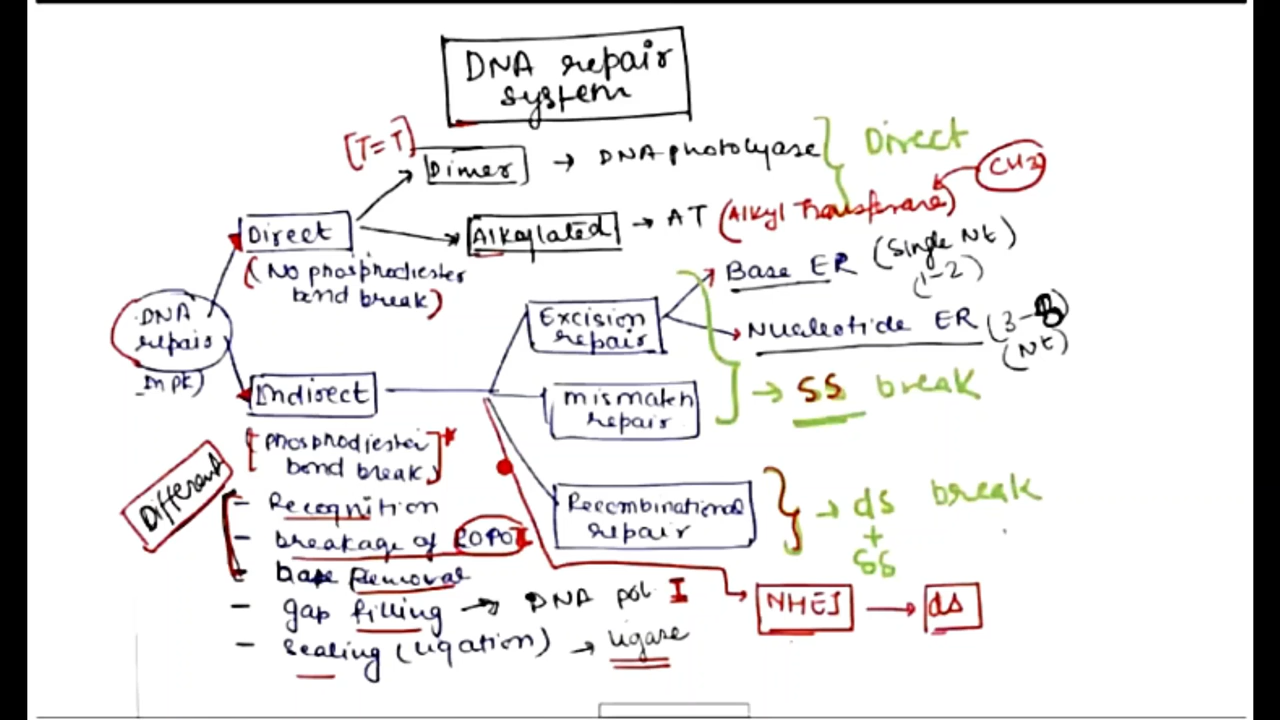 DNA repair
system
[T=T]
Dimer → DNA photolyase } Direct
CH3
Alkylated → AT (Alkyl Transferase)
Direct
(No phosphodiester
bond break)
Base ER (Single Nt)
(1-2)
Excision
repair
Nucleotide ER (3-
(Nt)
DNA
repair
Indirect
mismatch
repair
→ SS break
[phosphodiester
bond break]*
Different
Recombinational
repair
→ ds break
+
SS
- Recognition
- breakage of
- base Removal
- gap filling → DNA pol I
- Sealing (ligation) → ligase
NHEJ → ds